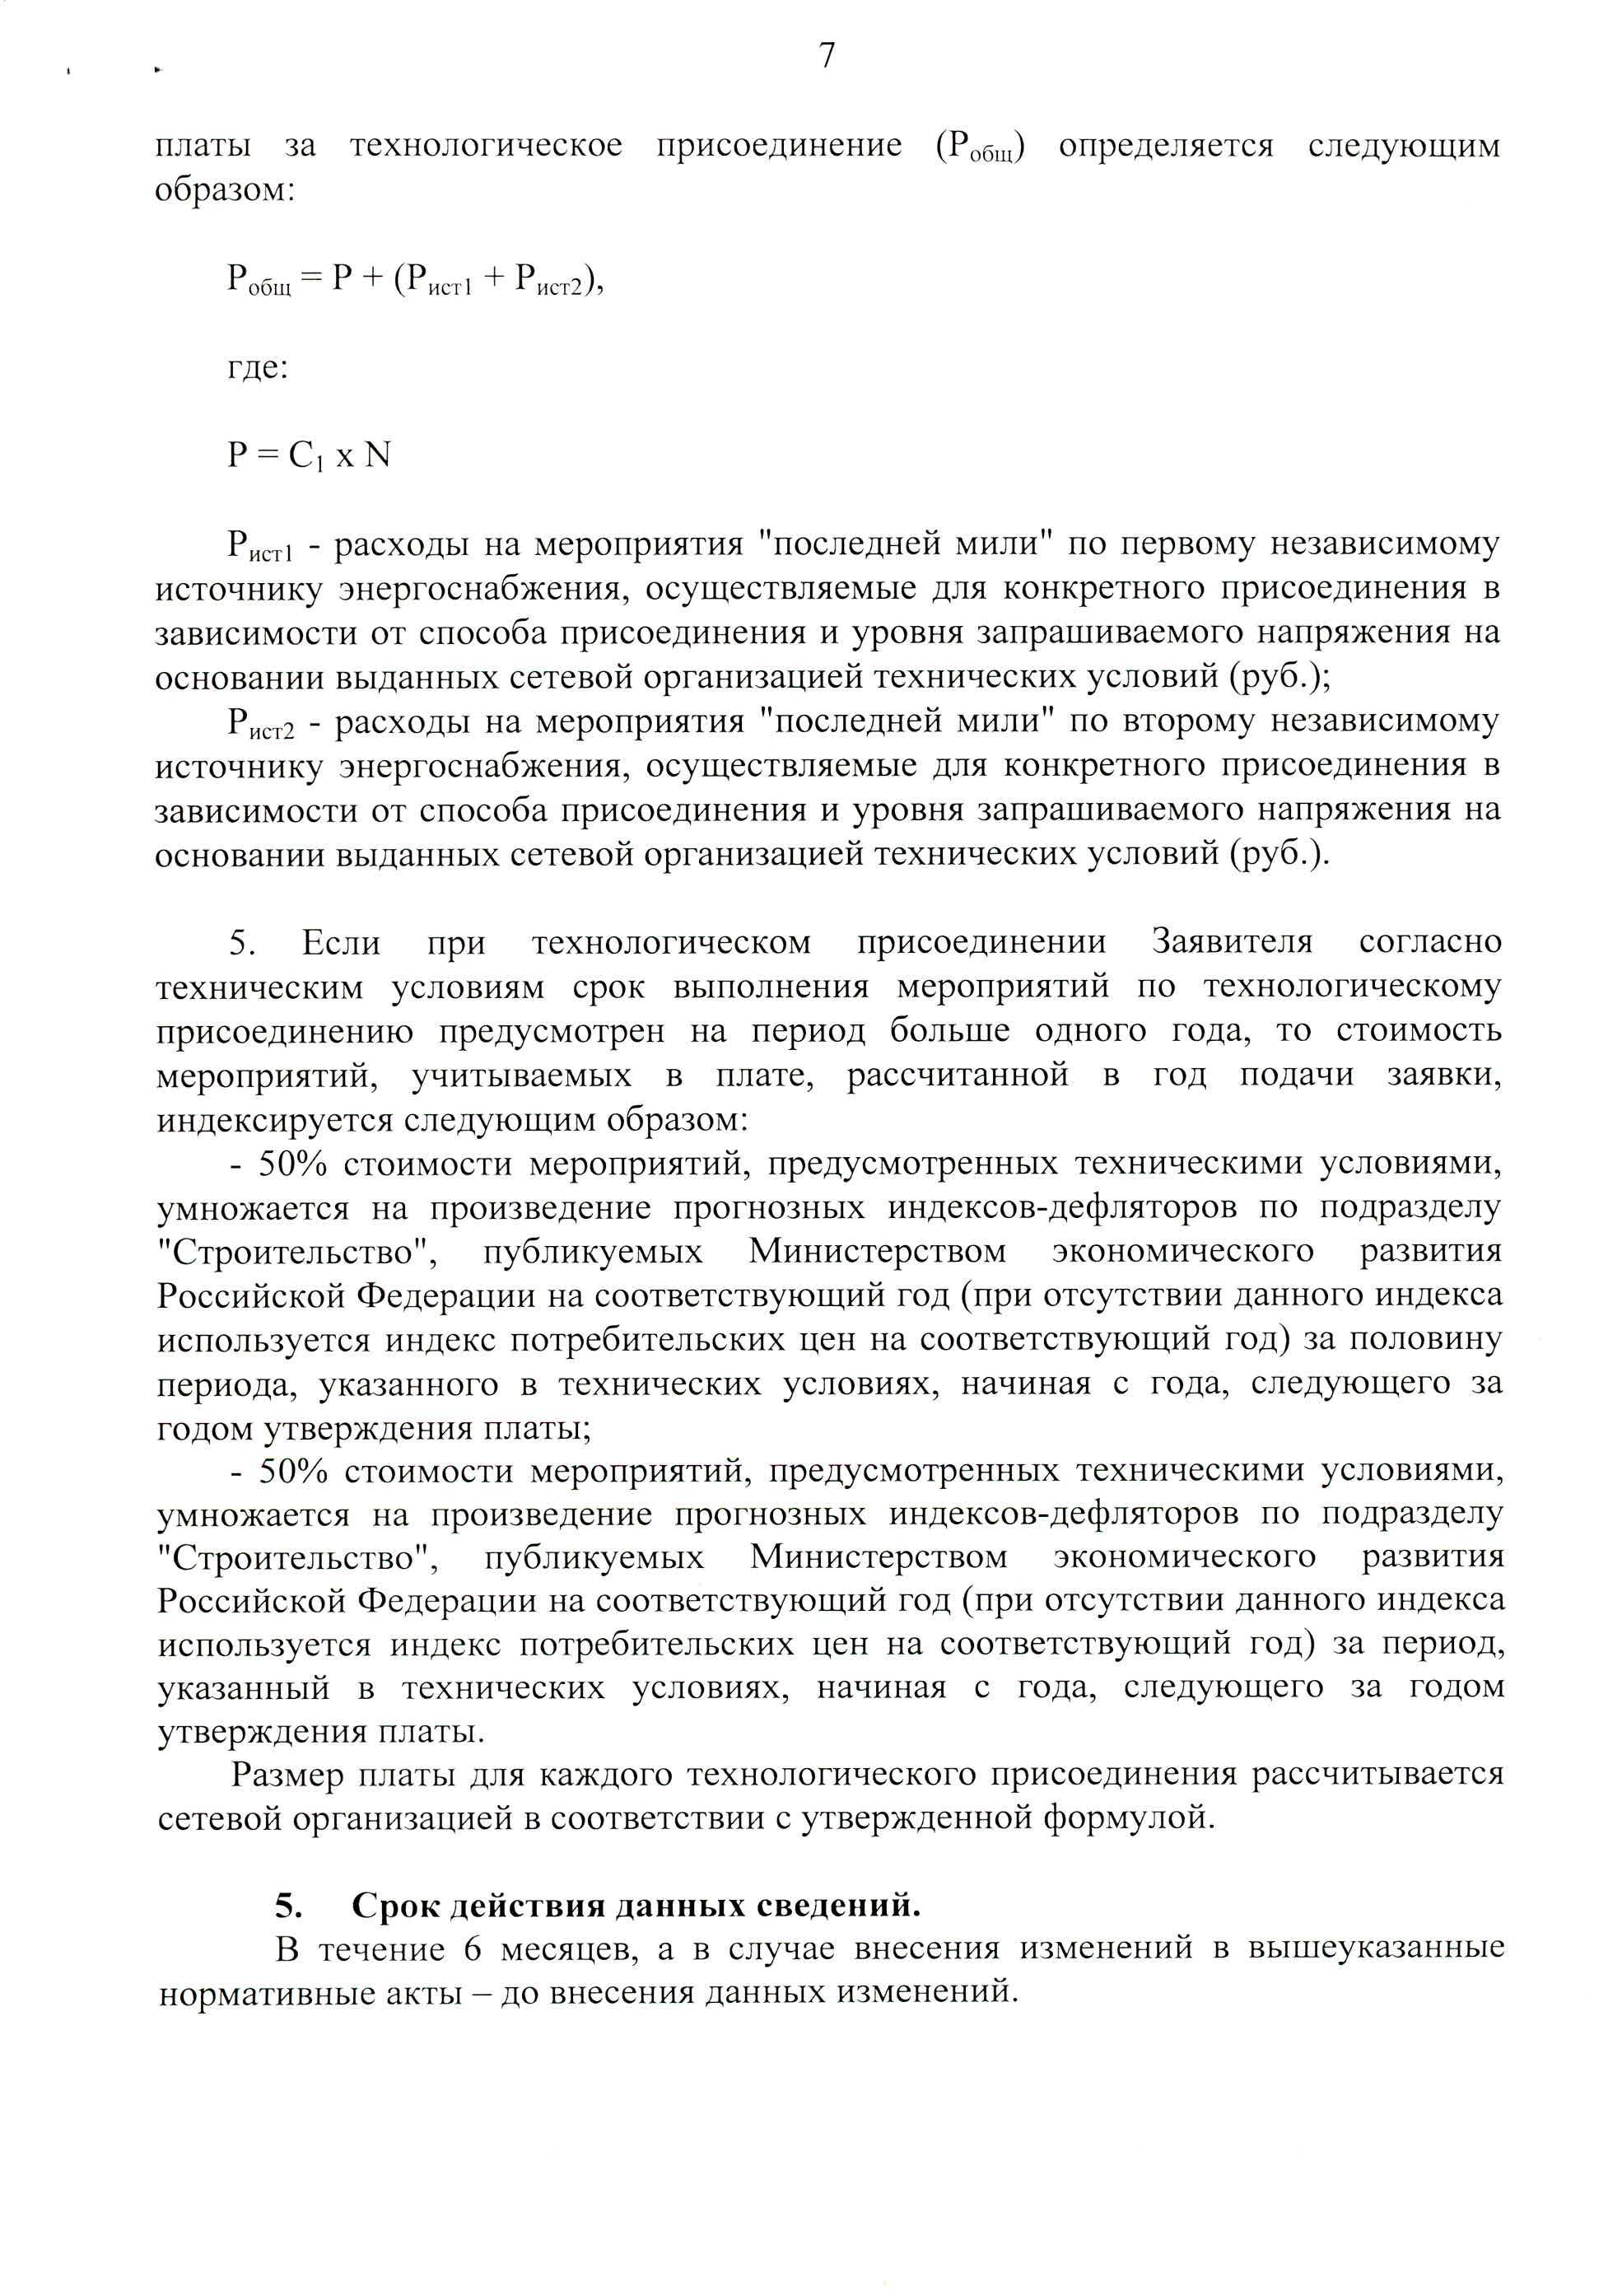 7
платы за технологическое присоединение (Робщ) определяется следующим
образом:
Робщ = Р + (Рист1 + Рист2),
где:
Р = С1 х N
Рист1 - расходы на мероприятия "последней мили" по первому независимому
источнику энергоснабжения, осуществляемые для конкретного присоединения в
зависимости от способа присоединения и уровня запрашиваемого напряжения на
основании выданных сетевой организацией технических условий (руб.);
Рист2 - расходы на мероприятия "последней мили" по второму независимому
источнику энергоснабжения, осуществляемые для конкретного присоединения в
зависимости от способа присоединения и уровня запрашиваемого напряжения на
основании выданных сетевой организацией технических условий (руб.).
5. Если при технологическом присоединении Заявителя согласно
техническим условиям срок выполнения мероприятий по технологическому
присоединению предусмотрен на период больше одного года, то стоимость
мероприятий, учитываемых в плате, рассчитанной в год подачи заявки,
индексируется следующим образом:
- 50% стоимости мероприятий, предусмотренных техническими условиями,
умножается на произведение прогнозных индексов-дефляторов по подразделу
"Строительство", публикуемых Министерством экономического развития
Российской Федерации на соответствующий год (при отсутствии данного индекса
используется индекс потребительских цен на соответствующий год) за половину
периода, указанного в технических условиях, начиная с года, следующего за
годом утверждения платы;
- 50% стоимости мероприятий, предусмотренных техническими условиями,
умножается на произведение прогнозных индексов-дефляторов по подразделу
"Строительство", публикуемых Министерством экономического развития
Российской Федерации на соответствующий год (при отсутствии данного индекса
используется индекс потребительских цен на соответствующий год) за период,
указанный в технических условиях, начиная с года, следующего за годом
утверждения платы.
Размер платы для каждого технологического присоединения рассчитывается
сетевой организацией в соответствии с утвержденной формулой.
5. Срок действия данных сведений.
В течение 6 месяцев, а в случае внесения изменений в вышеуказанные
нормативные акты – до внесения данных изменений.